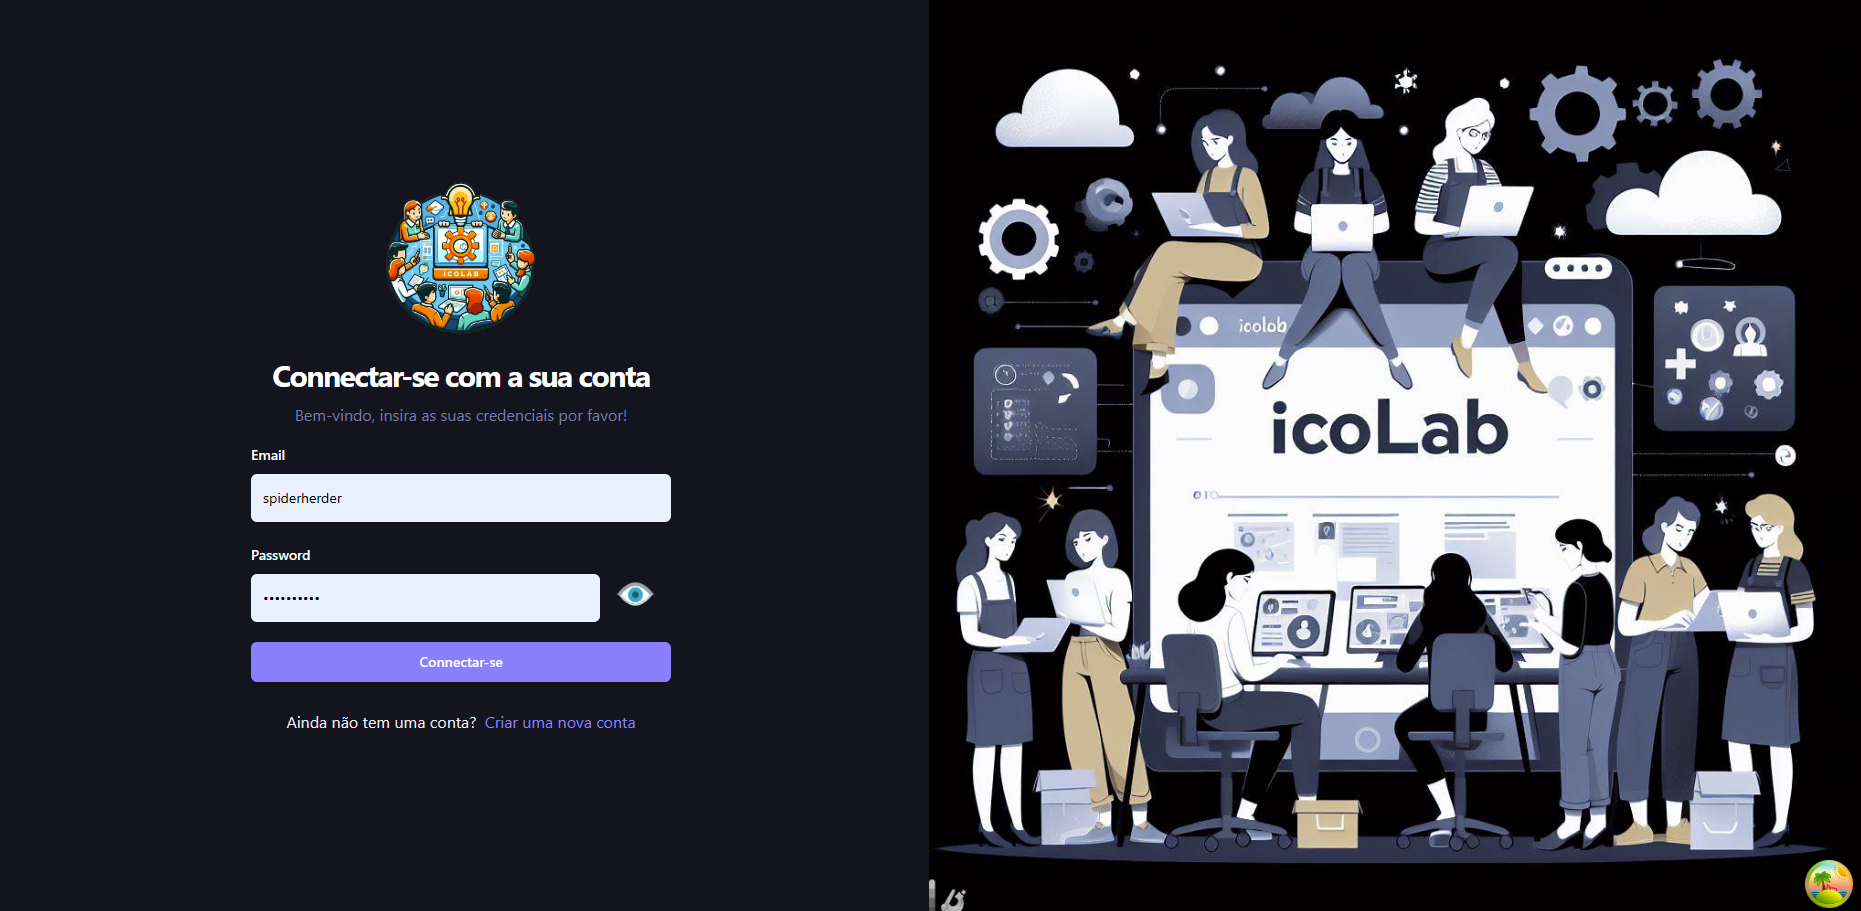 ICOLAB
Connectar-se com a sua conta
Bem-vindo, insira as suas credenciais por favor!
Email
spiderherder
Password
••••••••••
Connectar-se
Ainda não tem uma conta? Criar uma nova conta
icolab
icoLab